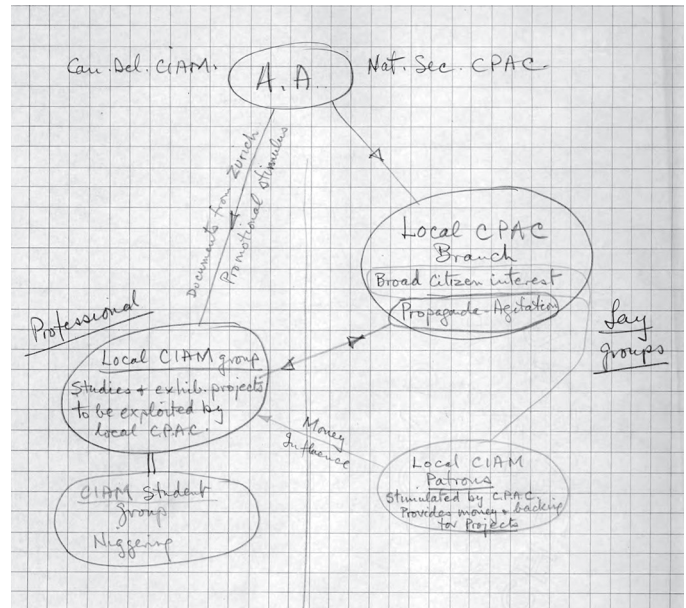 Can. Del. CIAM.
A. A.
Nat. Sec. CPAC.
Documents from Zurich
Promotional stimulus
Local CPAC
Branch
Broad Citizen interest
Propaganda-Agitation
Professional
Lay
groups
Local CIAM group
Studies + exhib. projects
to be exploited by
local CPAC.
Money
Influence
Local CIAM
Patrons
Stimulated by CPAC
Provides money + backing
for Projects
CIAM Student
group
Niggering